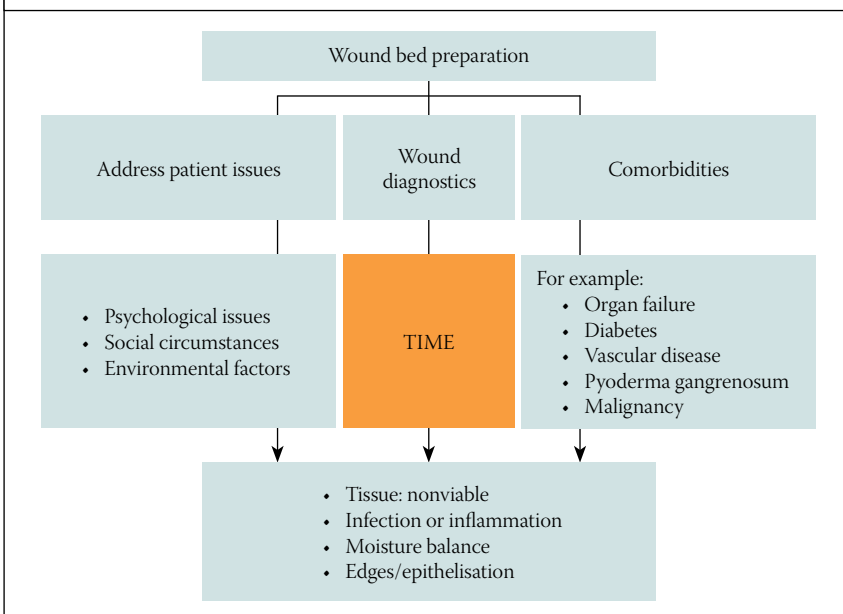 Wound bed preparation
Address patient issues
Wound
diagnostics
Comorbidities
• Psychological issues
• Social circumstances
• Environmental factors
TIME
For example:
• Organ failure
• Diabetes
• Vascular disease
• Pyoderma gangrenosum
• Malignancy
• Tissue: nonviable
• Infection or inflammation
• Moisture balance
• Edges/epithelisation